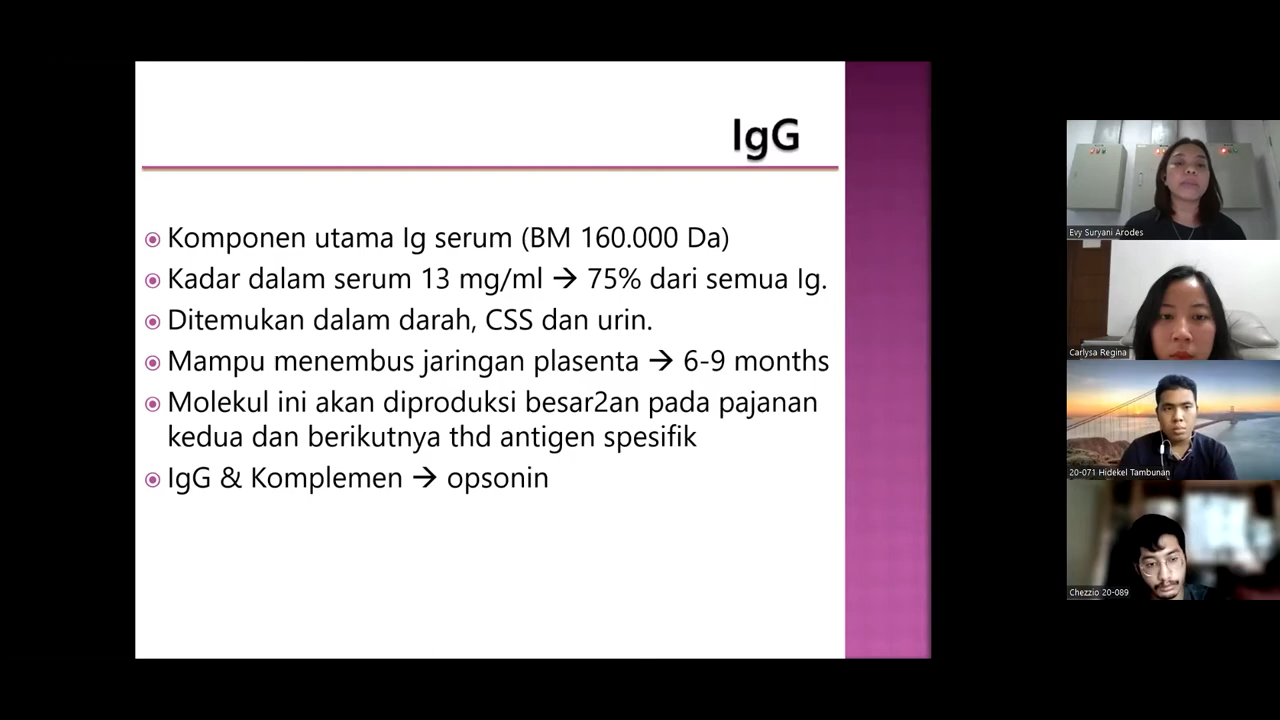 IgG
Komponen utama Ig serum (BM 160.000 Da)
Kadar dalam serum 13 mg/ml → 75% dari semua Ig.
Ditemukan dalam darah, CSS dan urin.
Mampu menembus jaringan plasenta → 6-9 months
Molekul ini akan diproduksi besar2an pada pajanan
kedua dan berikutnya thd antigen spesifik
IgG & Komplemen → opsonin
Evy Suryani Arodes
Carlysa Regina
20-071 Hidekel Tambunan
Chezzio 20-089